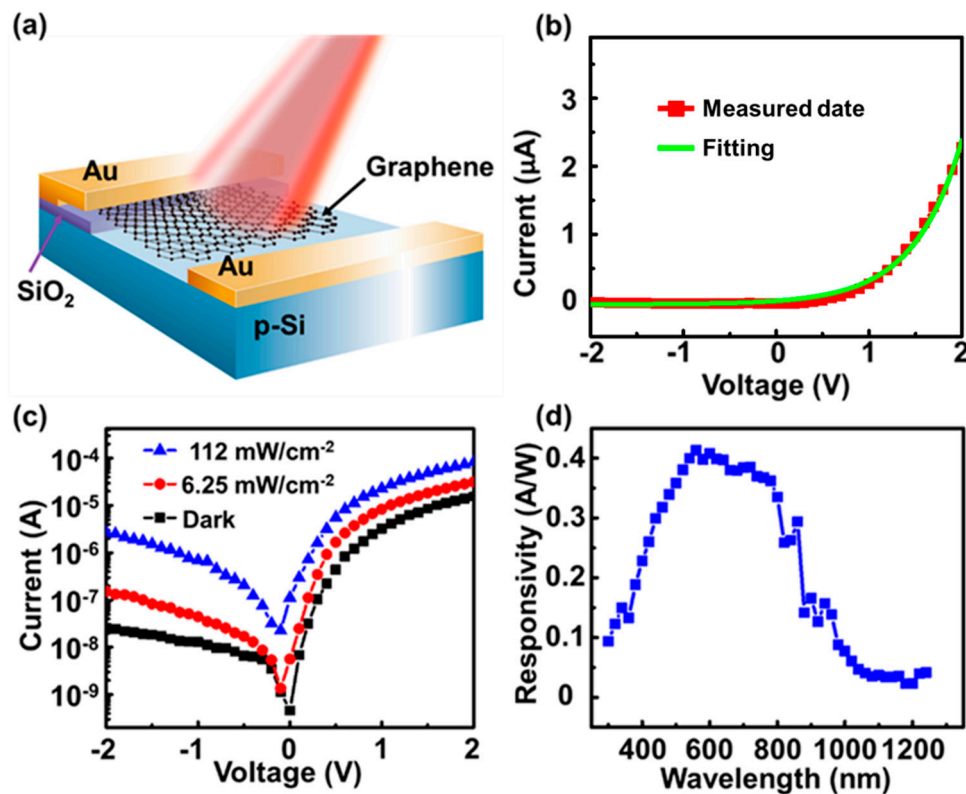 (a)
Au
Graphene
Au
SiO₂
p-Si
(b)
Current (μA)
3
2
1
0
Measured date
Fitting
-2 -1 0 1 2
Voltage (V)
(c)
Current (A)
10⁻⁴
10⁻⁵
10⁻⁶
10⁻⁷
10⁻⁸
10⁻⁹
112 mW/cm⁻²
6.25 mW/cm⁻²
Dark
-2 -1 0 1 2
Voltage (V)
(d)
Responsivity (A/W)
0.4
0.3
0.2
0.1
0
400 600 800 1000 1200
Wavelength (nm)